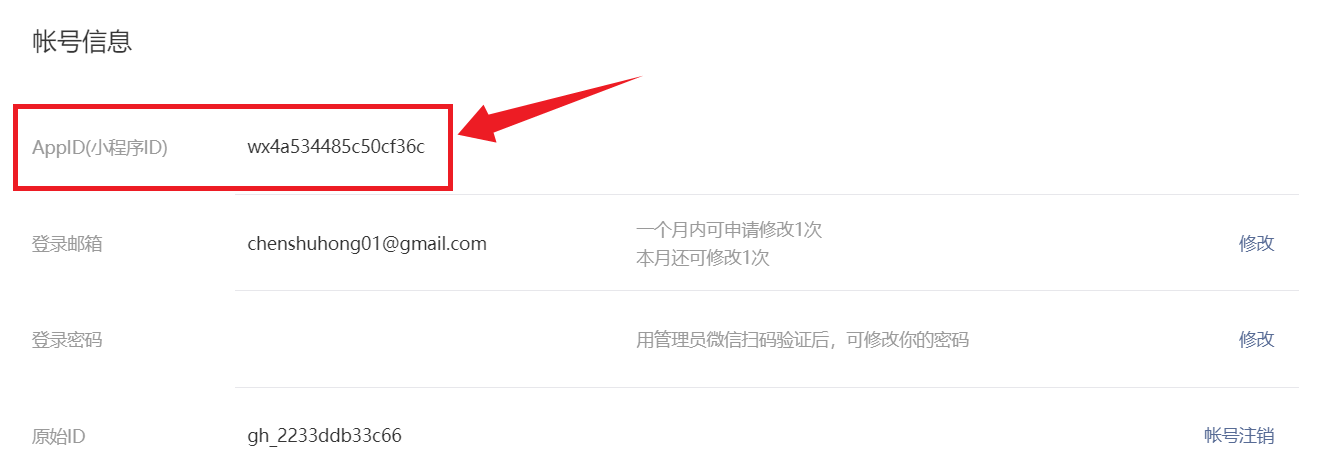 帐号信息
AppID(小程序ID) wx4a534485c50cf36c
登录邮箱 chenshuhong01@gmail.com 一个月内可申请修改1次 修改
本月还可修改1次
登录密码 用管理员微信扫码验证后，可修改你的密码 修改
原始ID gh_2233ddb33c66 帐号注销